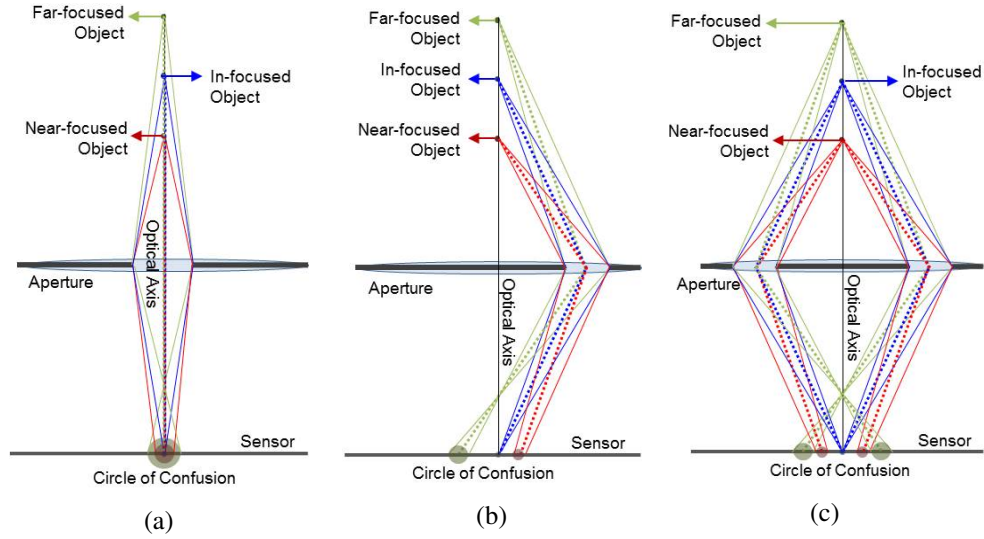 Far-focused
Object
In-focused
Object
Near-focused
Object
Optical Axis
Aperture
Sensor
Circle of Confusion
(a)
Far-focused
Object
In-focused
Object
Near-focused
Object
Aperture
Optical Axis
Sensor
Circle of Confusion
(b)
Far-focused
Object
In-focused
Object
Near-focused
Object
Aperture
Optical Axis
Sensor
Circle of Confusion
(c)